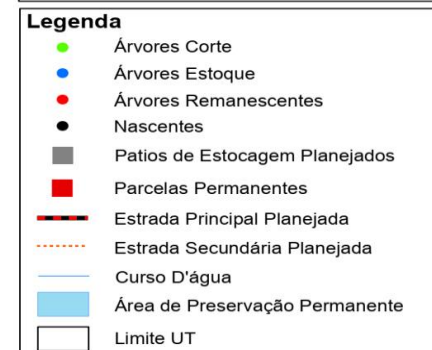 Legenda
Árvores Corte
Árvores Estoque
Árvores Remanescentes
Nascentes
Patios de Estocagem Planejados
Parcelas Permanentes
Estrada Principal Planejada
Estrada Secundária Planejada
Curso D'água
Área de Preservação Permanente
Limite UT